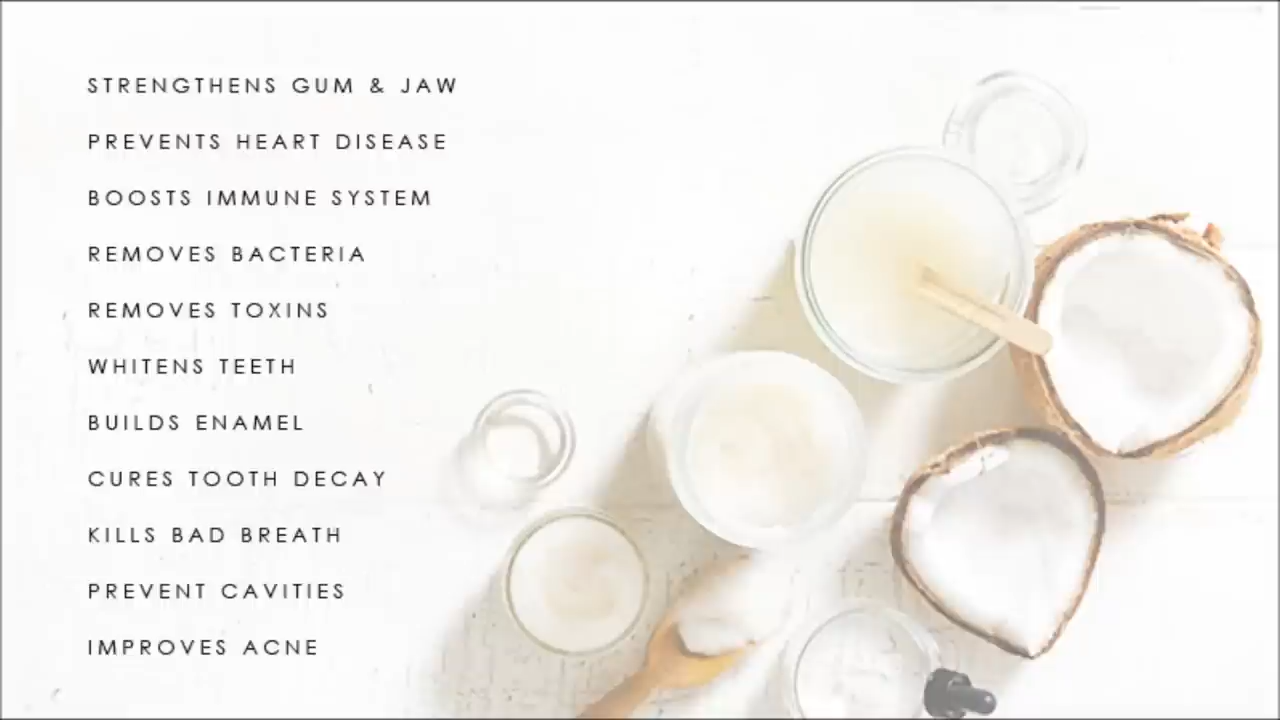 STRENGTHENS GUM & JAW
PREVENTS HEART DISEASE
BOOSTS IMMUNE SYSTEM
REMOVES BACTERIA
REMOVES TOXINS
WHITENS TEETH
BUILDS ENAMEL
CURES TOOTH DECAY
KILLS BAD BREATH
PREVENT CAVITIES
IMPROVES ACNE